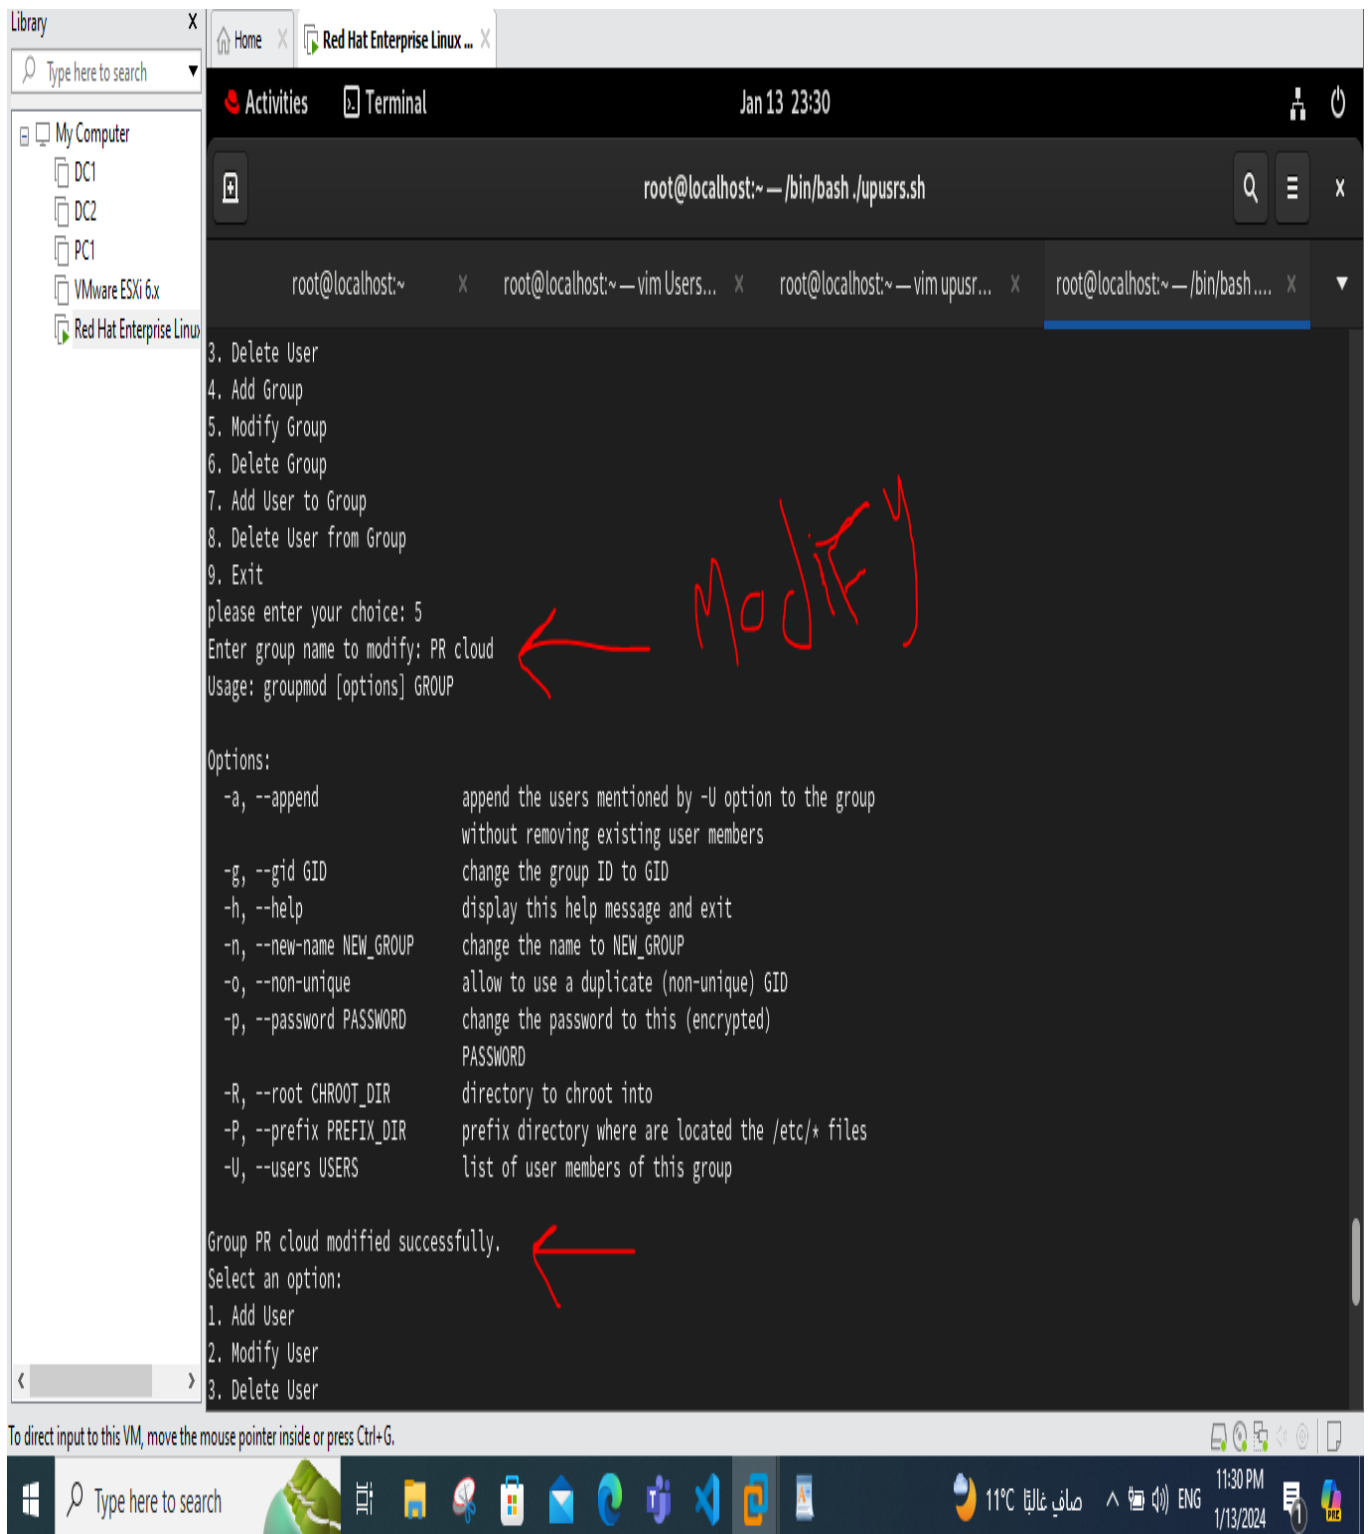 Library X
Home X
Red Hat Enterprise Linux ... X
Type here to search
My Computer
DC1
DC2
PC1
VMware ESXi 6.x
Red Hat Enterprise Linux
Activities
Terminal
Jan 13 23:30
root@localhost:~ — /bin/bash ./upusrs.sh
x
root@localhost:~ x
root@localhost:~ — vim Users... x
root@localhost:~ — vim upusr... x
root@localhost:~ — /bin/bash .... x
3. Delete User
4. Add Group
5. Modify Group
6. Delete Group
7. Add User to Group
8. Delete User from Group
9. Exit
please enter your choice: 5
Enter group name to modify: PR cloud
ModiFy
Usage: groupmod [options] GROUP
Options:
-a, --append append the users mentioned by -U option to the group
without removing existing user members
-g, --gid GID change the group ID to GID
-h, --help display this help message and exit
-n, --new-name NEW_GROUP change the name to NEW_GROUP
-o, --non-unique allow to use a duplicate (non-unique) GID
-p, --password PASSWORD change the password to this (encrypted)
PASSWORD
-R, --root CHROOT_DIR directory to chroot into
-P, --prefix PREFIX_DIR prefix directory where are located the /etc/* files
-U, --users USERS list of user members of this group
Group PR cloud modified successfully.
Select an option:
1. Add User
2. Modify User
3. Delete User
To direct input to this VM, move the mouse pointer inside or press Ctrl+G.
Type here to search
11°C صافٍ غالبًا
ENG
11:30 PM
1/13/2024
1
PRE